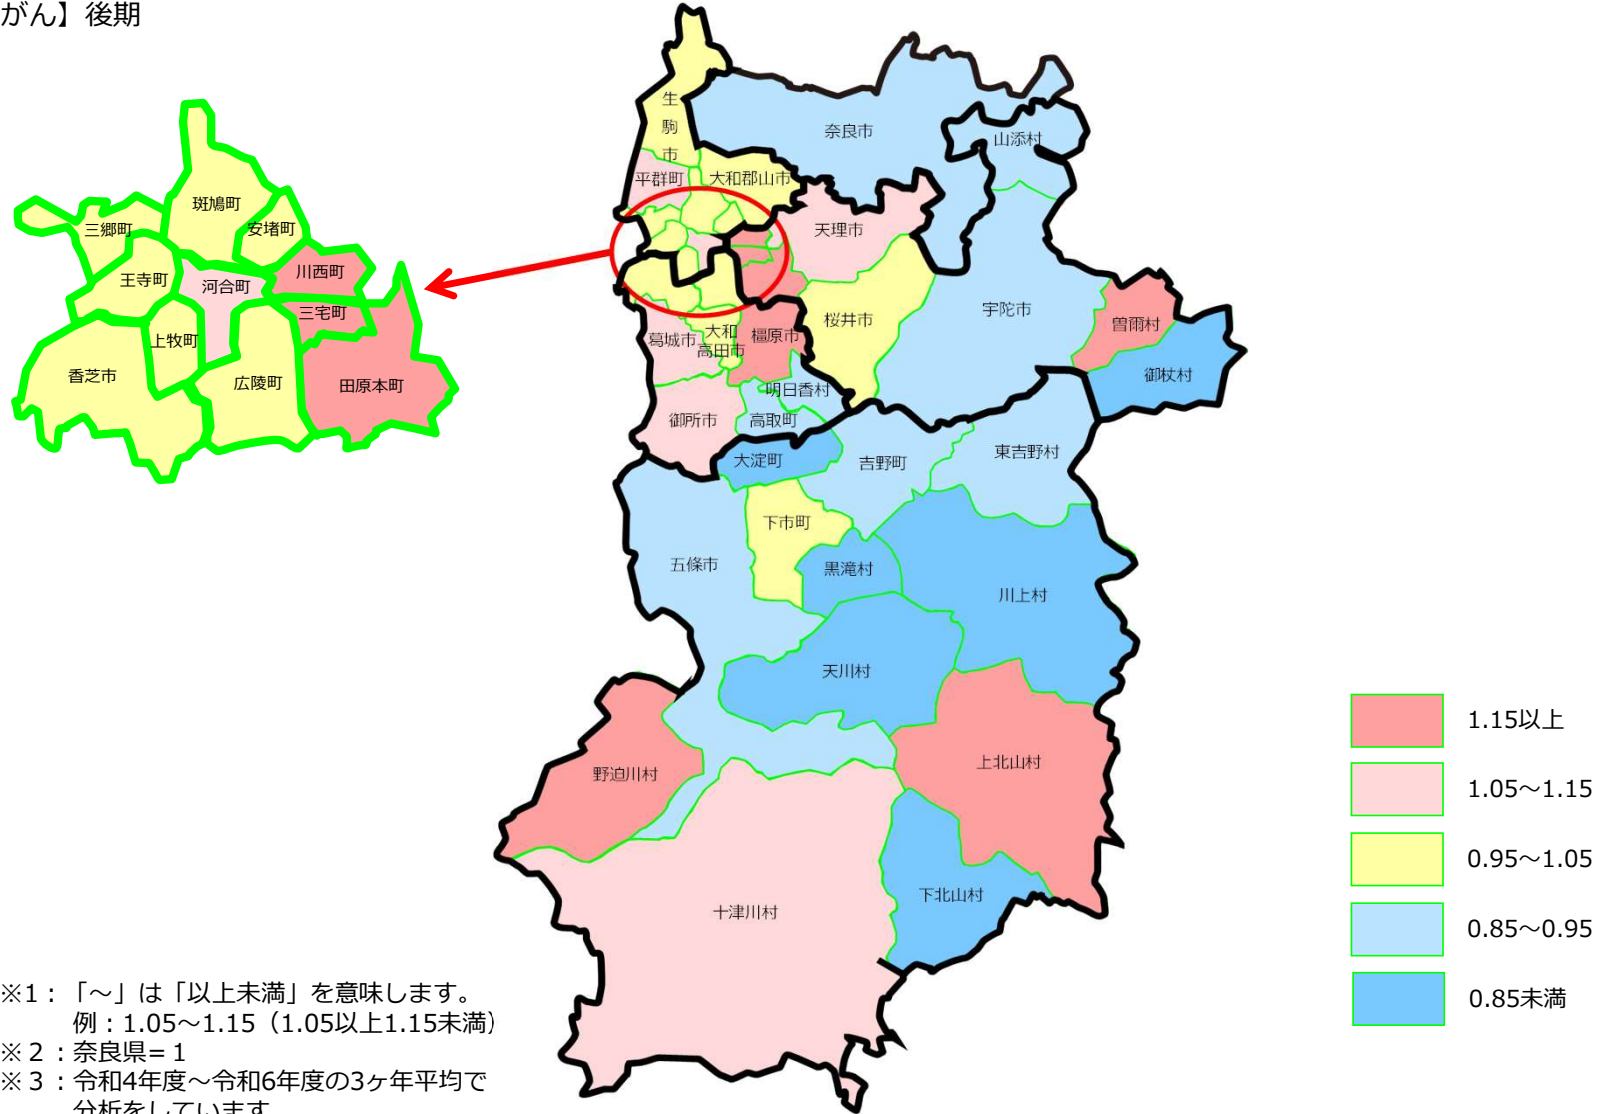 がん】後期
生
駒
市
平群町
大和郡山市
奈良市
山添村
天理市
宇陀市
曽爾村
御杖村
桜井市
葛城市
大和
高田市
橿原市
明日香村
御所市
高取町
大淀町
吉野町
東吉野村
下市町
五條市
黒滝村
川上村
天川村
野迫川村
上北山村
下北山村
十津川村
斑鳩町
三郷町
安堵町
王寺町
河合町
川西町
三宅町
上牧町
香芝市
広陵町
田原本町
1.15以上
1.05～1.15
0.95～1.05
0.85～0.95
0.85未満
※1：「～」は「以上未満」を意味します。
例：1.05～1.15（1.05以上1.15未満）
※２：奈良県=１
※３：令和4年度～令和6年度の3ヶ年平均で
分析をしています